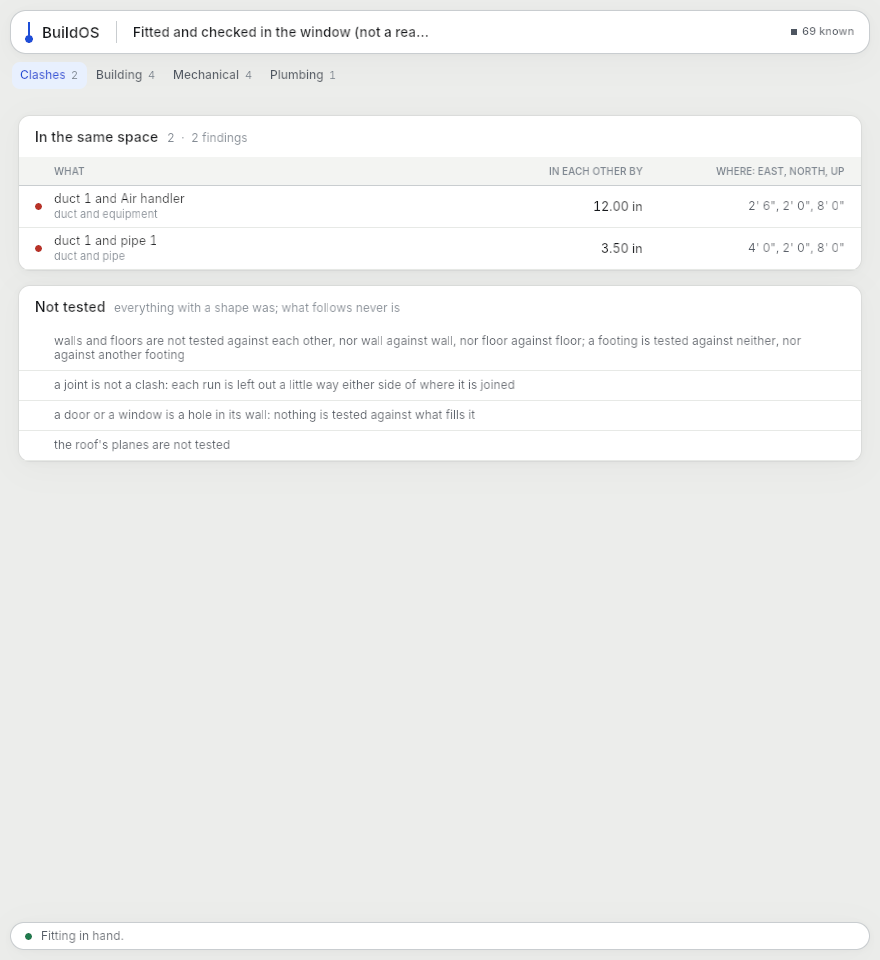 BuildOS
Fitted and checked in the window (not a rea...
69 known
Clashes 2
Building 4
Mechanical 4
Plumbing 1
In the same space 2 · 2 findings
WHAT IN EACH OTHER BY WHERE: EAST, NORTH, UP
duct 1 and Air handler 12.00 in 2' 6", 2' 0", 8' 0"
duct and equipment
duct 1 and pipe 1 3.50 in 4' 0", 2' 0", 8' 0"
duct and pipe
Not tested everything with a shape was; what follows never is
walls and floors are not tested against each other, nor wall against wall, nor floor against floor; a footing is tested against neither, nor
against another footing
a joint is not a clash: each run is left out a little way either side of where it is joined
a door or a window is a hole in its wall: nothing is tested against what fills it
the roof's planes are not tested
Fitting in hand.